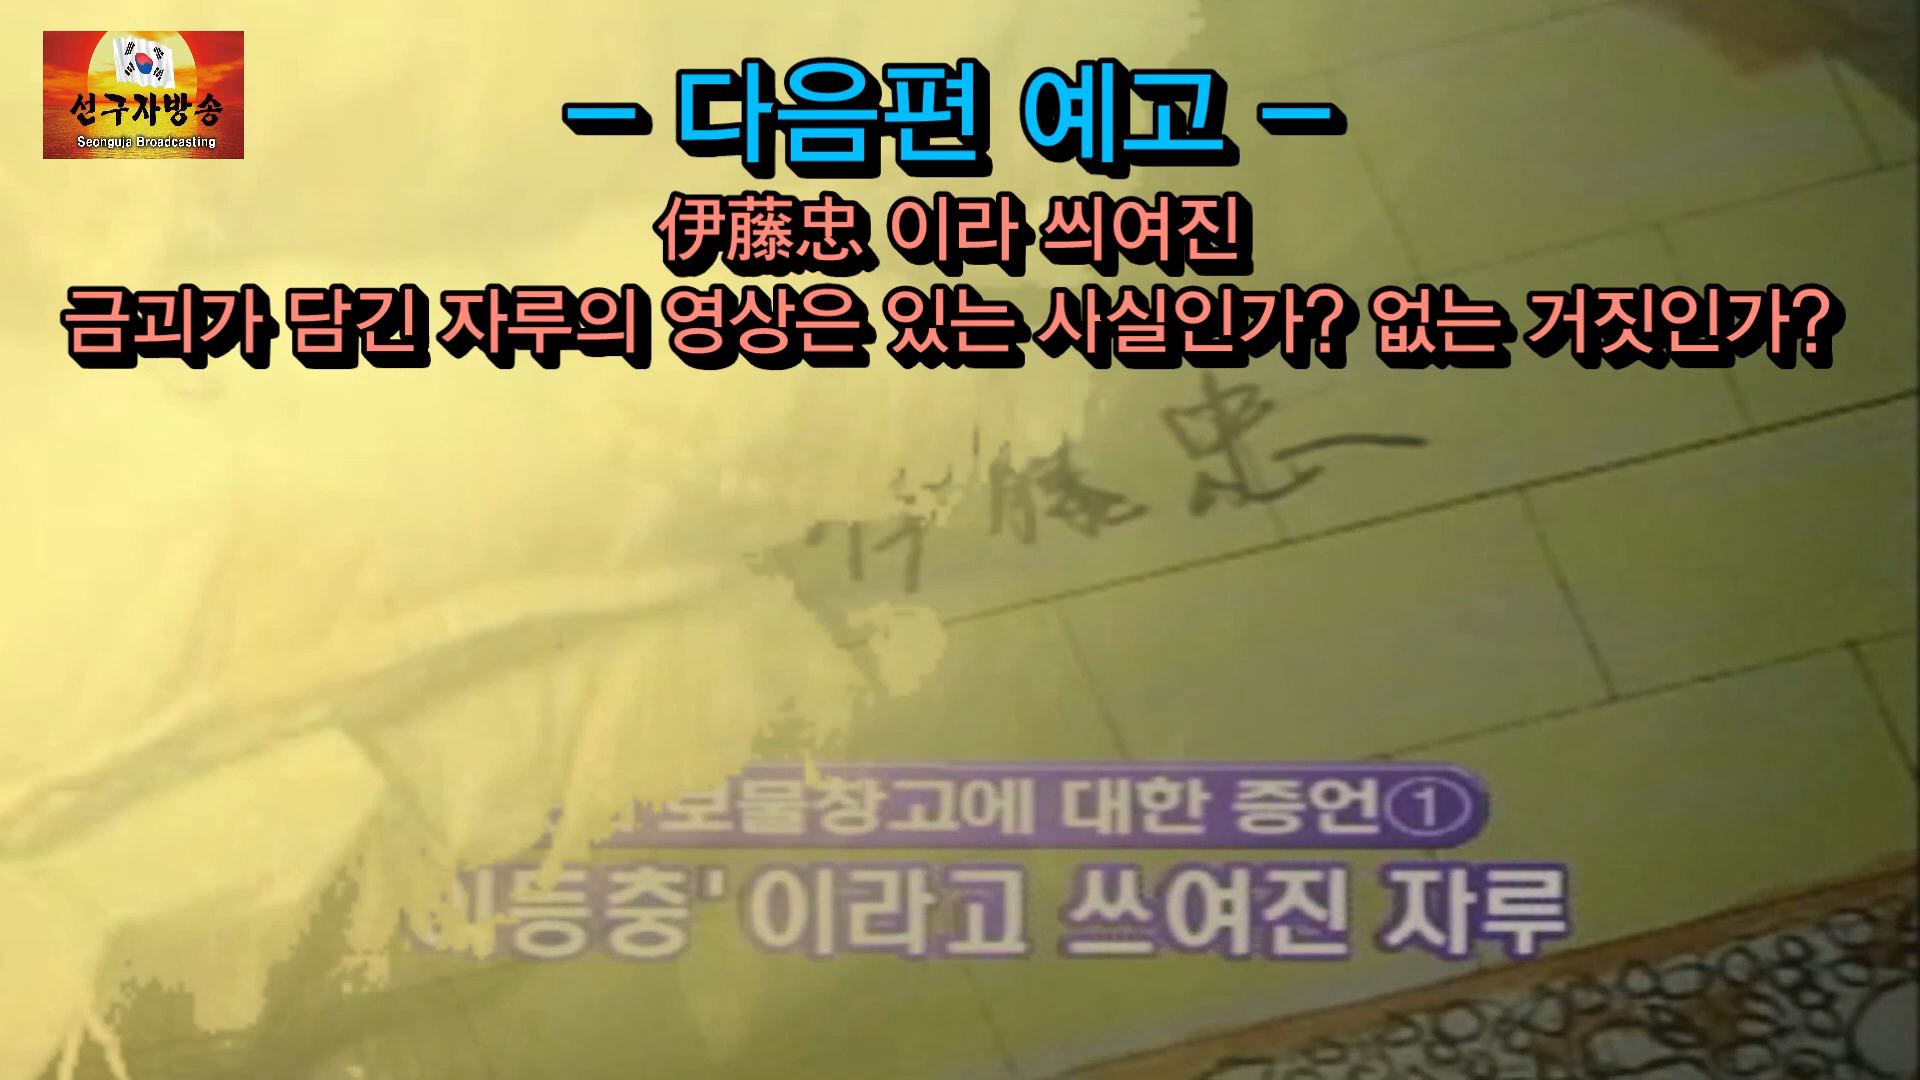 선구자방송
Seonguja Broadcasting
- 다음편 예고 -
伊藤忠 이라 씌여진
금괴가 담긴 자루의 영상은 있는 사실인가? 없는 거짓인가?
伊藤忠
보물창고에 대한 증언①
이등충' 이라고 쓰여진 자루